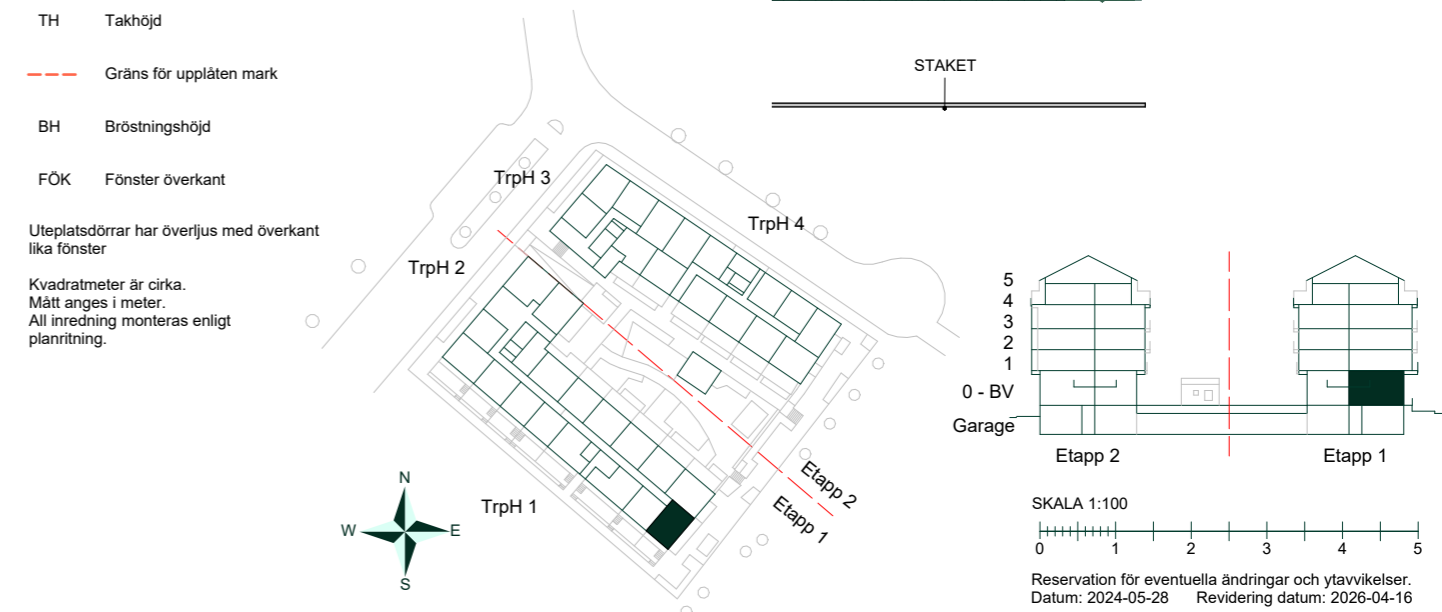 TH Takhöjd
Gräns för upplåten mark
BH Bröstningshöjd
FÖK Fönster överkant
Uteplatsdörrar har överljus med överkant
lika fönster
Kvadratmeter är cirka.
Mått anges i meter.
All inredning monteras enligt
planritning.
STAKET
TrpH 3
TrpH 4
TrpH 2
TrpH 1
Etapp 2
Etapp 1
N
W E
S
5
4
3
2
1
0 - BV
Garage
Etapp 2 Etapp 1
SKALA 1:100
0 1 2 3 4 5
Reservation för eventuella ändringar och ytavvikelser.
Datum: 2024-05-28 Revidering datum: 2026-04-16